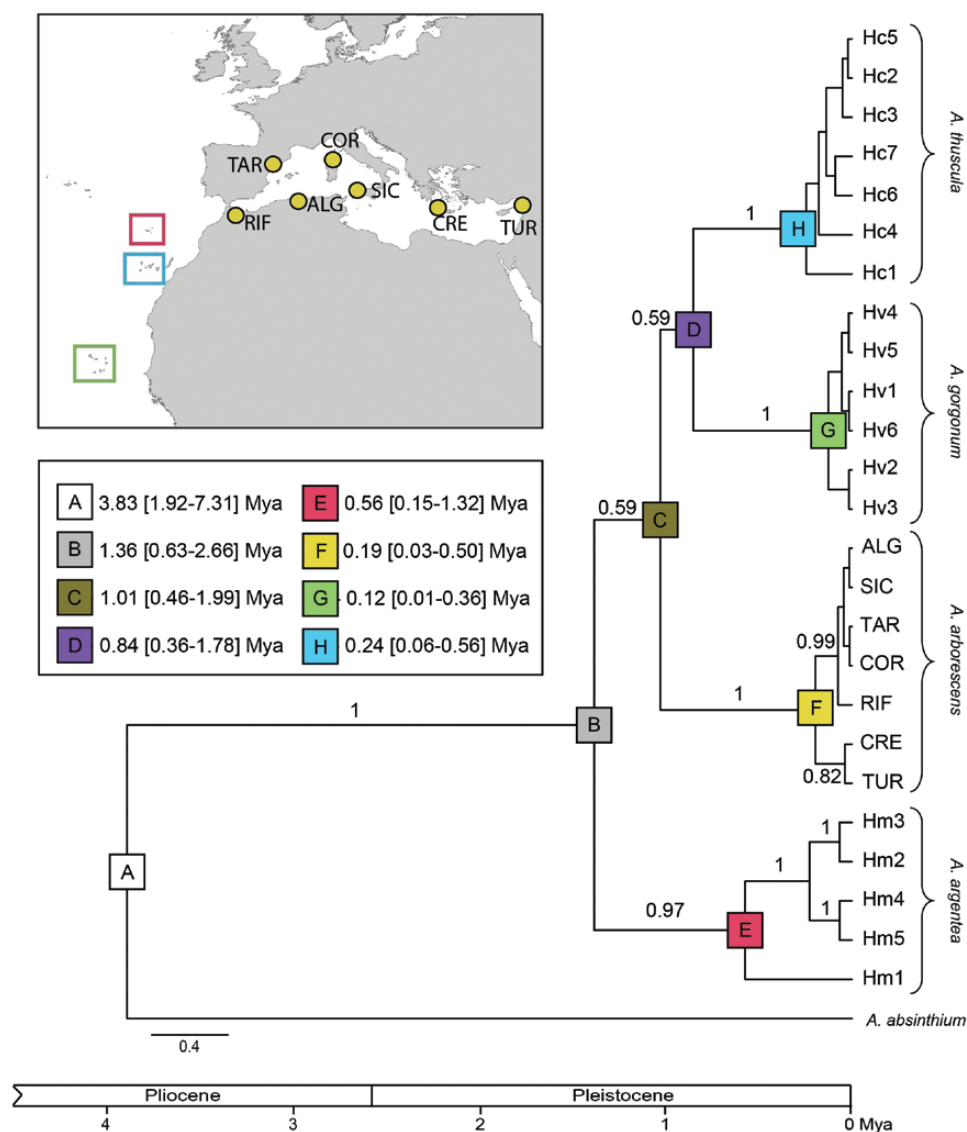 COR
TAR
SIC
ALG
RIF
CRE
TUR
A 3.83 [1.92-7.31] Mya
B 1.36 [0.63-2.66] Mya
C 1.01 [0.46-1.99] Mya
D 0.84 [0.36-1.78] Mya
E 0.56 [0.15-1.32] Mya
F 0.19 [0.03-0.50] Mya
G 0.12 [0.01-0.36] Mya
H 0.24 [0.06-0.56] Mya
Hc5
Hc2
Hc3
Hc7
Hc6
Hc4
Hc1
A. thuscula
1
H
0.59
D
Hv4
Hv5
Hv1
Hv6
Hv2
Hv3
A. gorgonum
1
G
0.59
C
ALG
SIC
TAR
COR
RIF
CRE
TUR
A. arborescens
0.99
1
F
0.82
1
B
Hm3
Hm2
Hm4
Hm5
Hm1
A. argentea
1
1
1
0.97
E
A
A. absinthium
0.4
Pliocene
Pleistocene
4 3 2 1 0 Mya